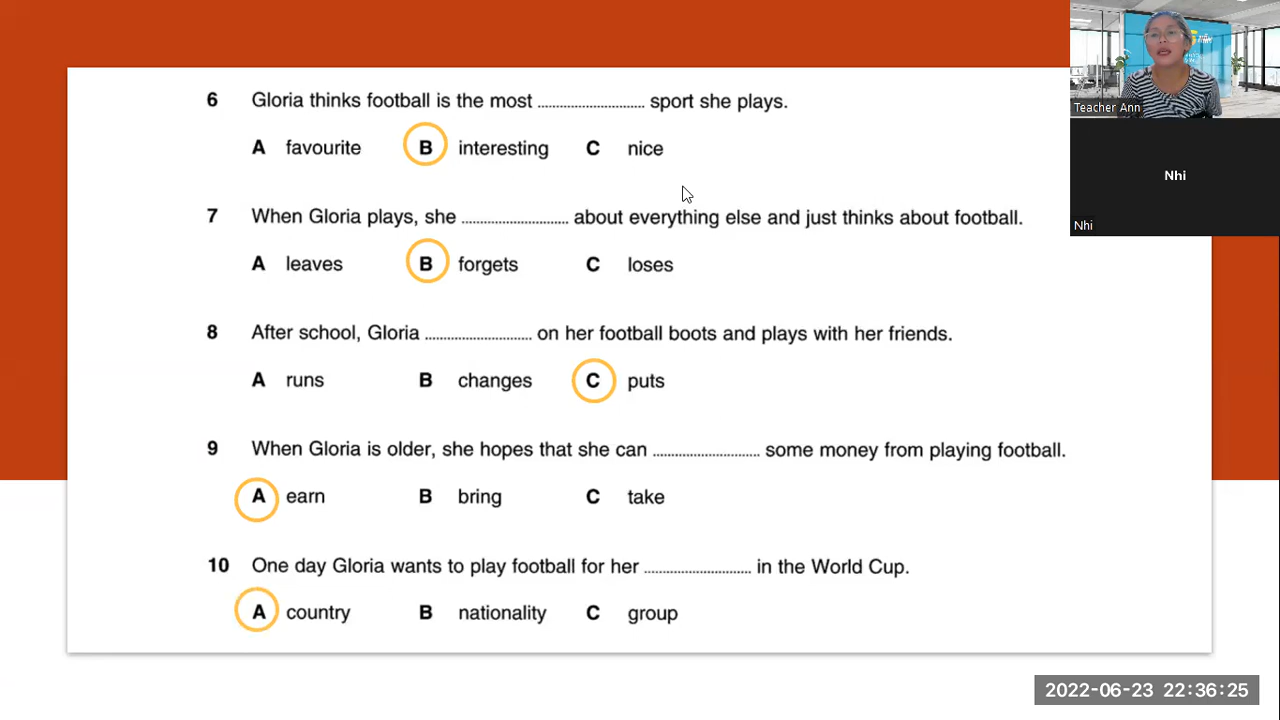 6 Gloria thinks football is the most ............................ sport she plays.
A favourite B interesting C nice
7 When Gloria plays, she ............................ about everything else and just thinks about football.
A leaves B forgets C loses
8 After school, Gloria ............................ on her football boots and plays with her friends.
A runs B changes C puts
9 When Gloria is older, she hopes that she can ............................ some money from playing football.
A earn B bring C take
10 One day Gloria wants to play football for her ............................ in the World Cup.
A country B nationality C group
Teacher Ann
Nhi
Nhi
2022-06-23 22:36:25